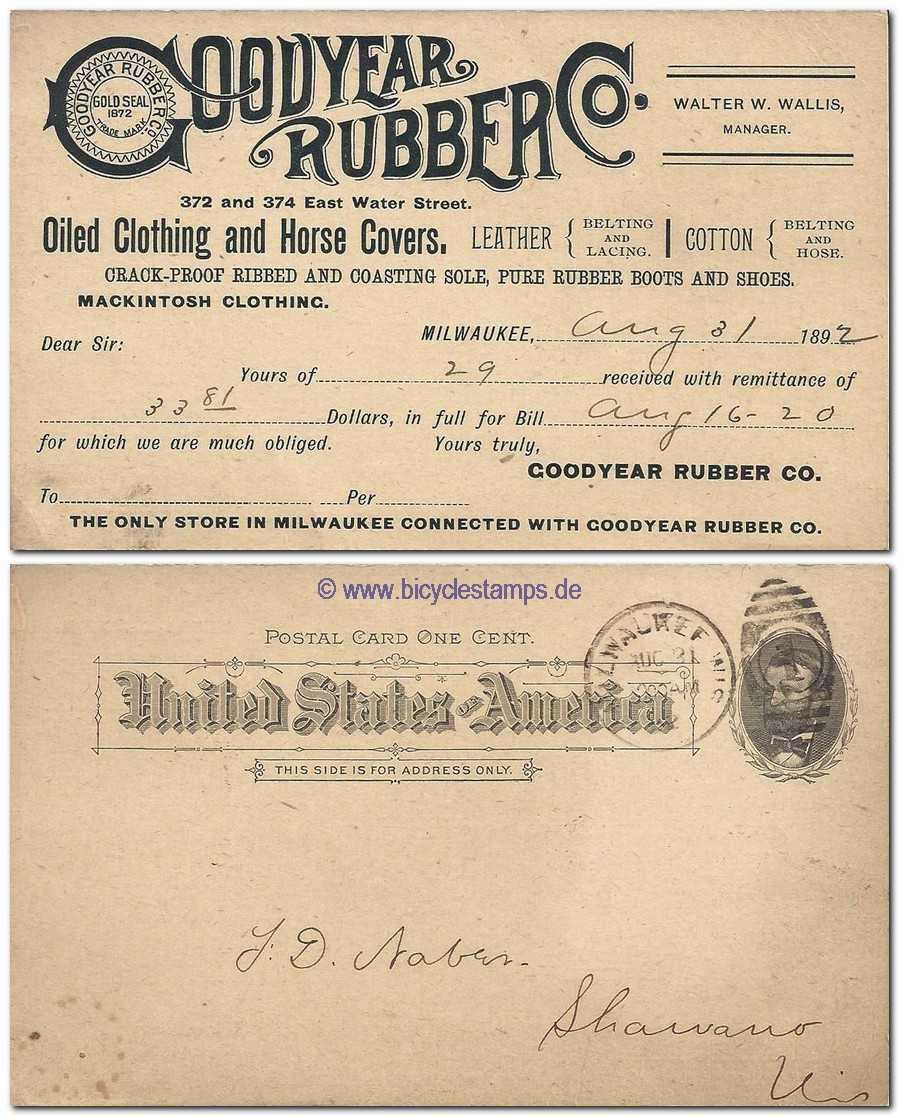 GOODYEAR RUBBER CO.
GOODYEAR RUBBER CO.
GOLD SEAL
1872
TRADE MARK
WALTER W. WALLIS,
MANAGER.
372 and 374 East Water Street.
Oiled Clothing and Horse Covers. LEATHER { BELTING AND LACING. | COTTON { BELTING AND HOSE.
CRACK-PROOF RIBBED AND COASTING SOLE, PURE RUBBER BOOTS AND SHOES.
MACKINTOSH CLOTHING.
MILWAUKEE, Aug 31 1892
Dear Sir:
Yours of 29 received with remittance of
33 81 Dollars, in full for Bill Aug 16-20
for which we are much obliged. Yours truly,
GOODYEAR RUBBER CO.
To Per
THE ONLY STORE IN MILWAUKEE CONNECTED WITH GOODYEAR RUBBER CO.
© www.bicyclestamps.de
POSTAL CARD ONE CENT.
United States of America
THIS SIDE IS FOR ADDRESS ONLY.
MILWAUKEE WIS
AUG 31
F. D. Naber.
Shawano
Wis